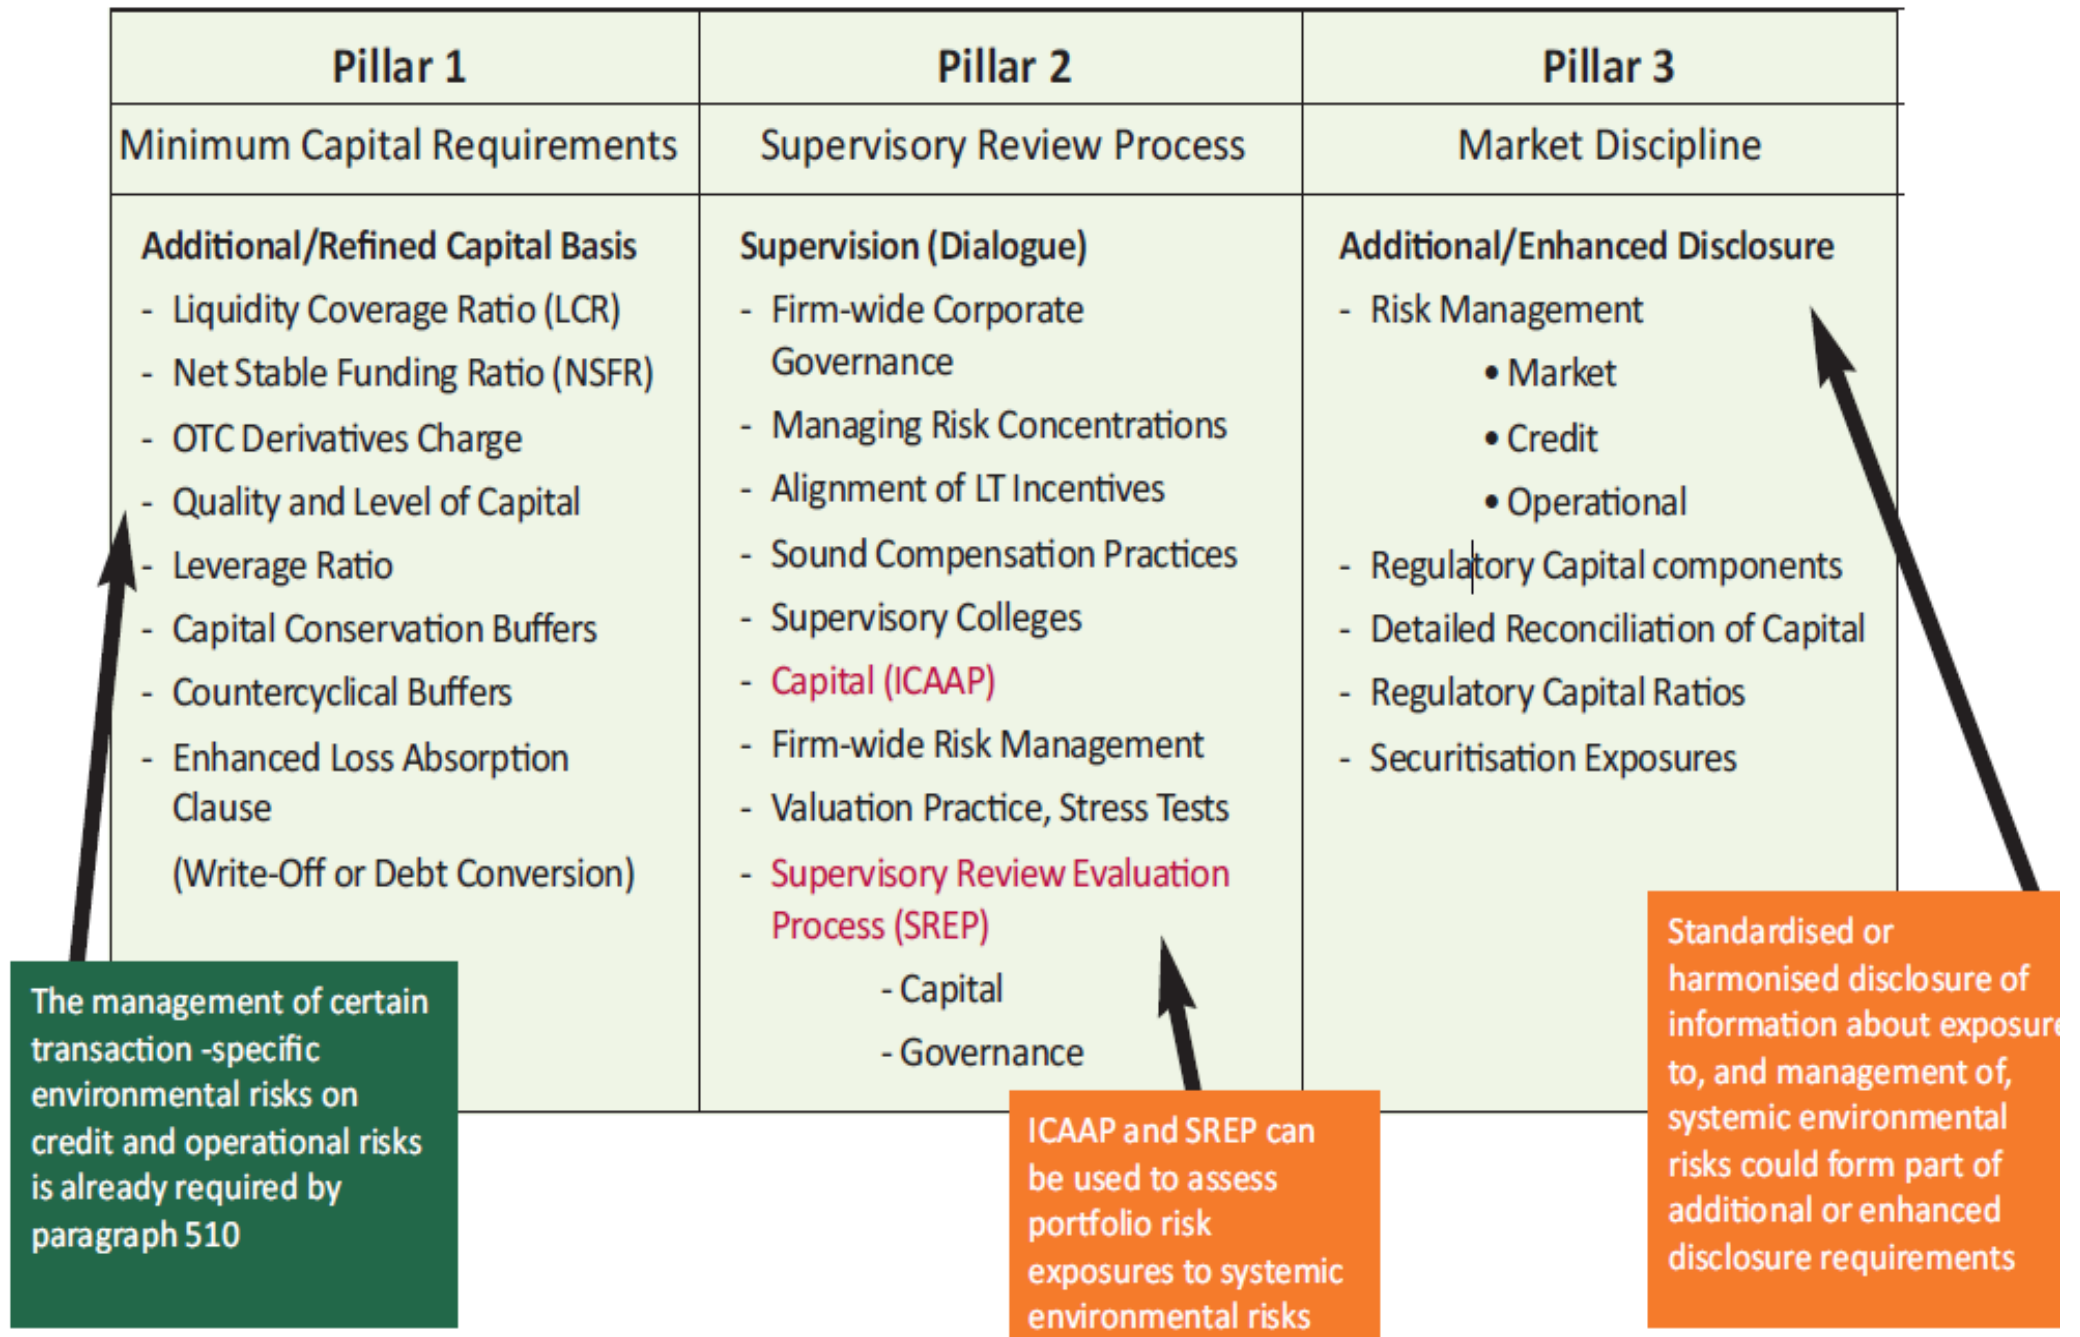 Pillar 1
Minimum Capital Requirements
Additional/Refined Capital Basis
- Liquidity Coverage Ratio (LCR)
- Net Stable Funding Ratio (NSFR)
- OTC Derivatives Charge
- Quality and Level of Capital
- Leverage Ratio
- Capital Conservation Buffers
- Countercyclical Buffers
- Enhanced Loss Absorption
Clause
(Write-Off or Debt Conversion)
The management of certain
transaction -specific
environmental risks on
credit and operational risks
is already required by
paragraph 510
Pillar 2
Supervisory Review Process
Supervision (Dialogue)
- Firm-wide Corporate
Governance
- Managing Risk Concentrations
- Alignment of LT Incentives
- Sound Compensation Practices
- Supervisory Colleges
- Capital (ICAAP)
- Firm-wide Risk Management
- Valuation Practice, Stress Tests
- Supervisory Review Evaluation
Process (SREP)
- Capital
- Governance
ICAAP and SREP can
be used to assess
portfolio risk
exposures to systemic
environmental risks
Pillar 3
Market Discipline
Additional/Enhanced Disclosure
- Risk Management
• Market
• Credit
• Operational
- Regulatory Capital components
- Detailed Reconciliation of Capital
- Regulatory Capital Ratios
- Securitisation Exposures
Standardised or
harmonised disclosure of
information about exposure
to, and management of,
systemic environmental
risks could form part of
additional or enhanced
disclosure requirements